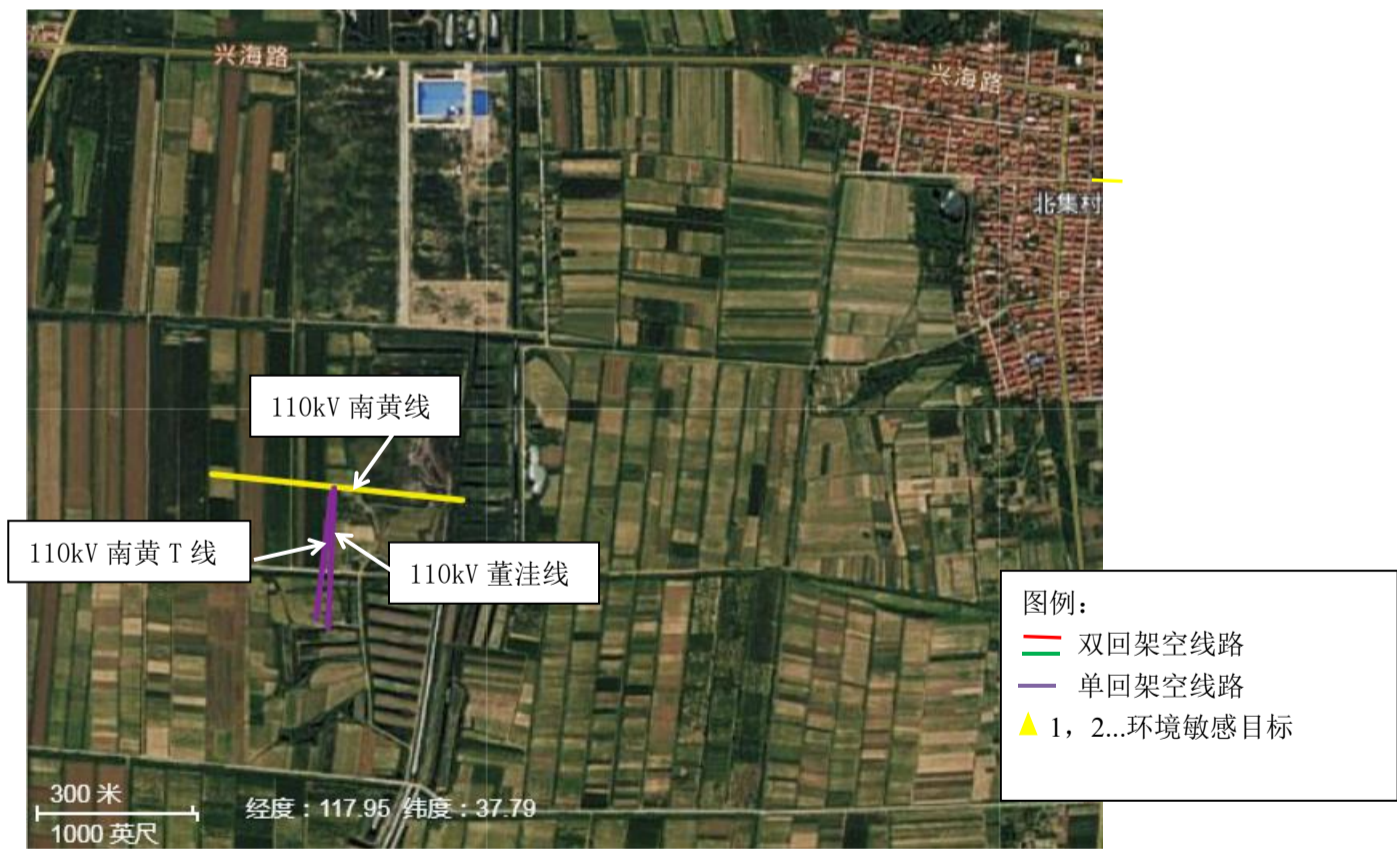 兴海路
兴海路
北集村
110kV 南黄线
110kV 南黄 T 线
110kV 董洼线
图例：
双回架空线路
单回架空线路
1，2...环境敏感目标
300 米
1000 英尺
经度：117.95 纬度：37.79